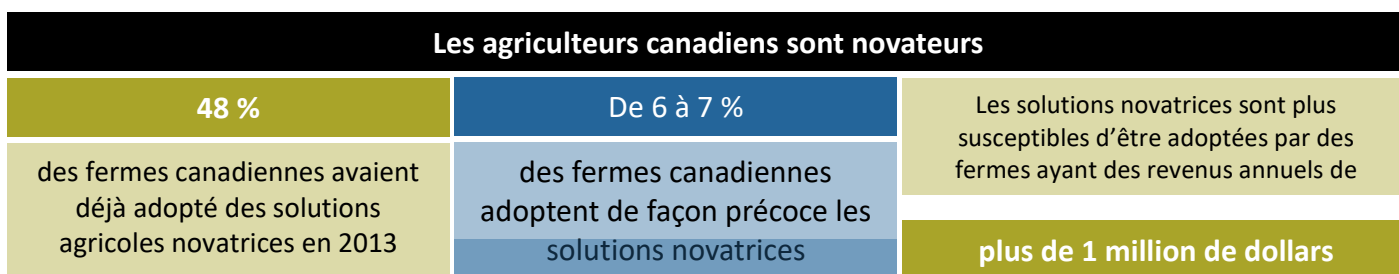 Les agriculteurs canadiens sont novateurs
48 %
des fermes canadiennes avaient
déjà adopté des solutions
agricoles novatrices en 2013
De 6 à 7 %
des fermes canadiennes
adoptent de façon précoce les
solutions novatrices
Les solutions novatrices sont plus
susceptibles d’être adoptées par des
fermes ayant des revenus annuels de
plus de 1 million de dollars